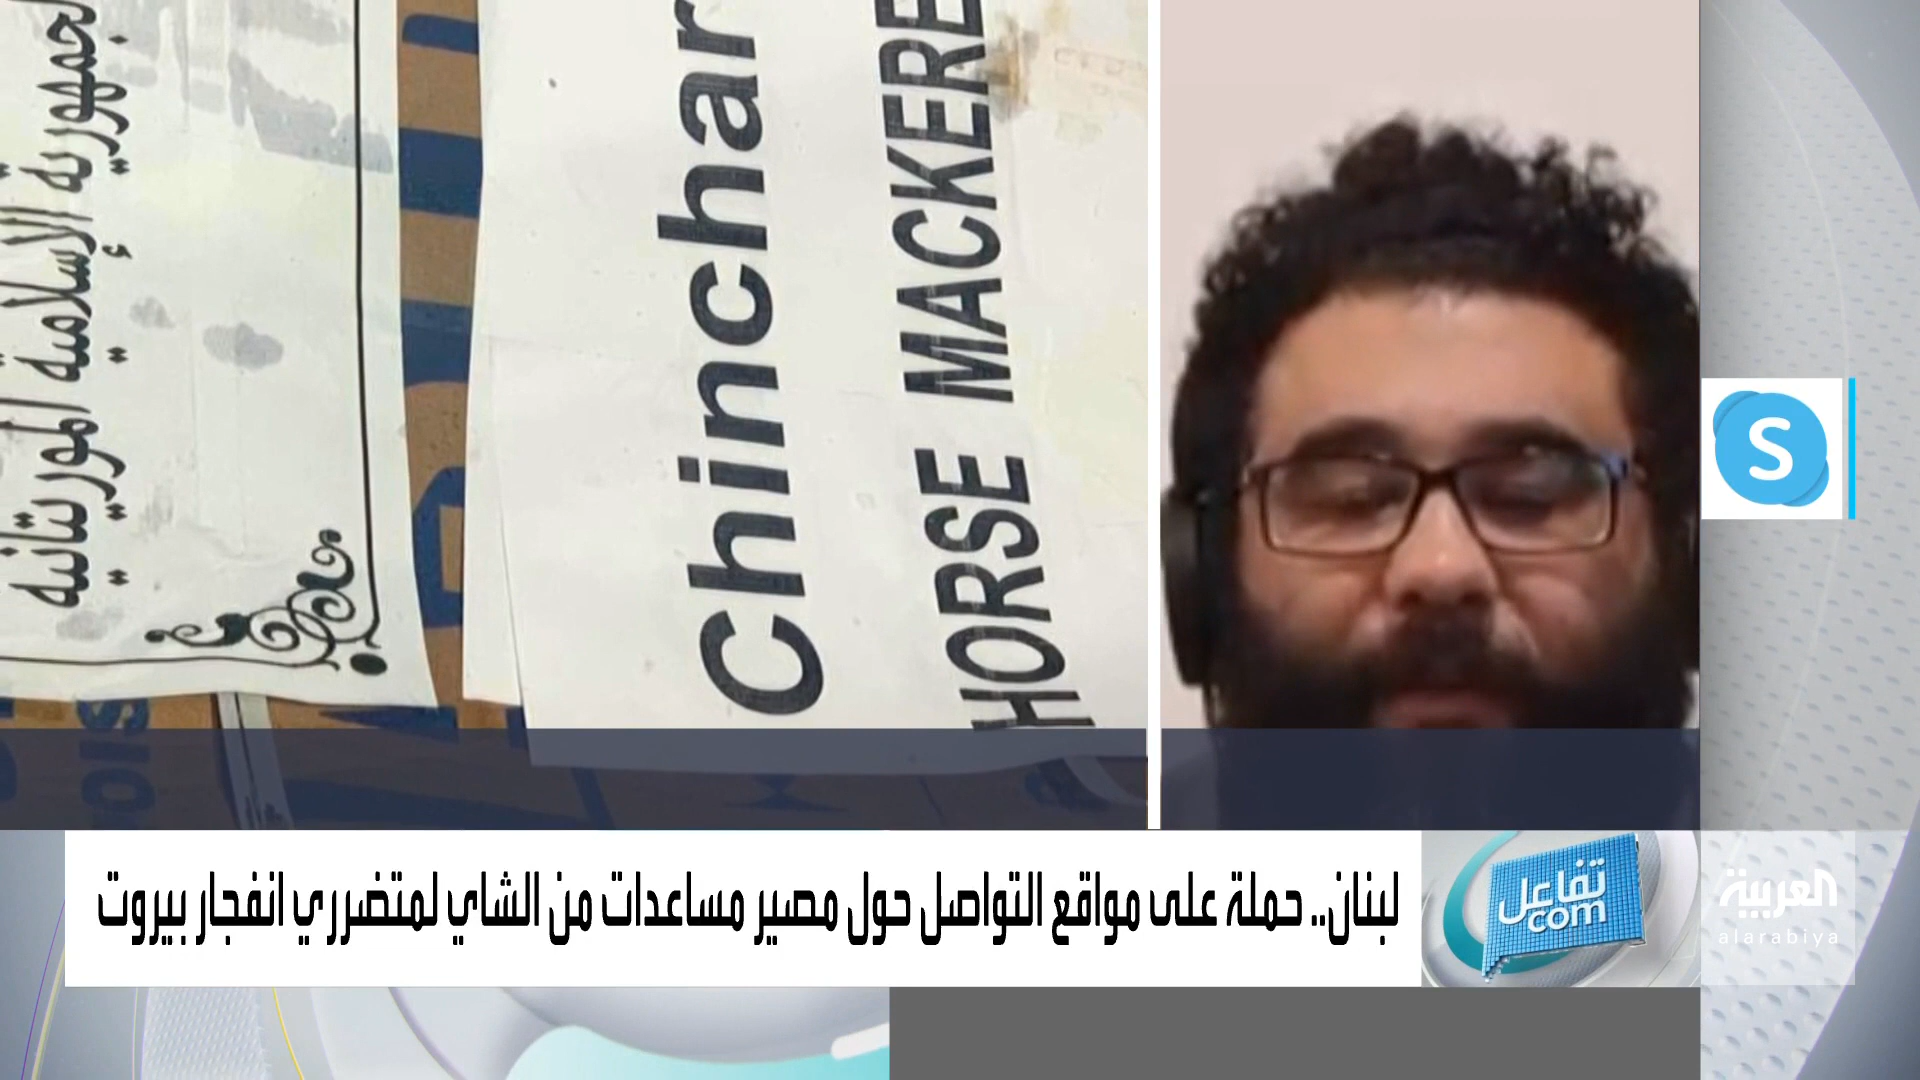 الجمهورية الإسلامية الموريتانية
Chinchar
HORSE MACKERE
S
لبنان.. حملة على مواقع التواصل حول مصير مساعدات من الشاي لمتضرري انفجار بيروت
تفاعل
com
العربية
alarabiya